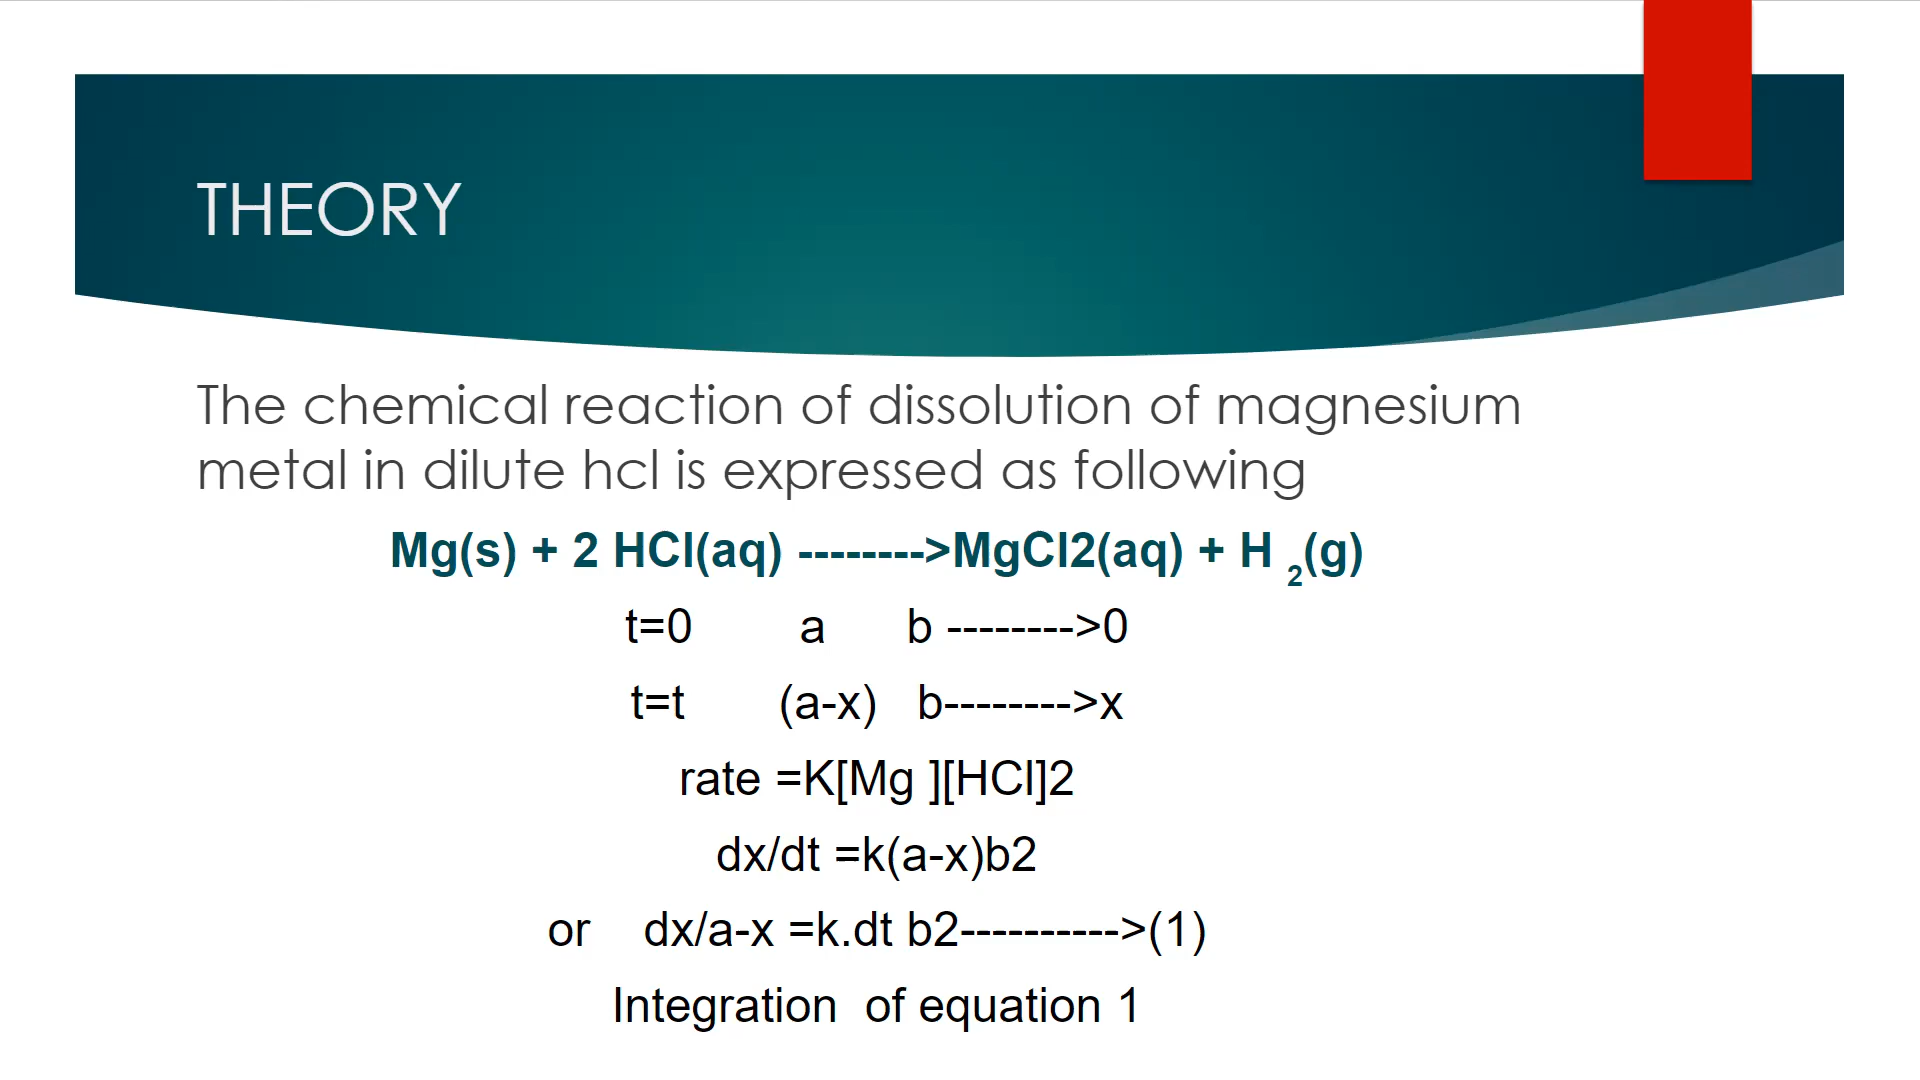 THEORY
The chemical reaction of dissolution of magnesium
metal in dilute hcl is expressed as following
Mg(s) + 2 HCl(aq) -------->MgCl2(aq) + H 2(g)
t=0 a b -------->0
t=t (a-x) b-------->x
rate =K[Mg ][HCl]2
dx/dt =k(a-x)b2
or dx/a-x =k.dt b2---------->(1)
Integration of equation 1